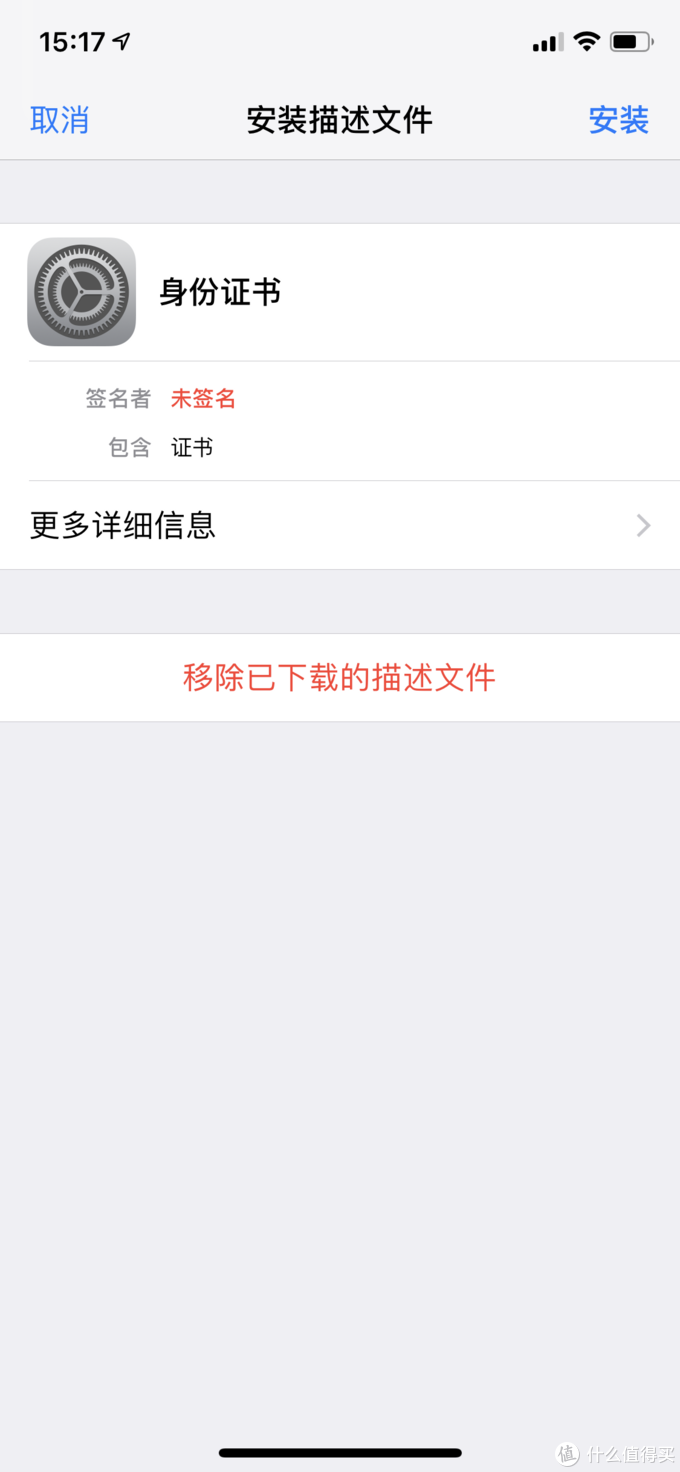 15:17
取消 安装描述文件 安装
身份证书
签名者 未签名
包含 证书
更多详细信息
移除已下载的描述文件
值 什么值得买